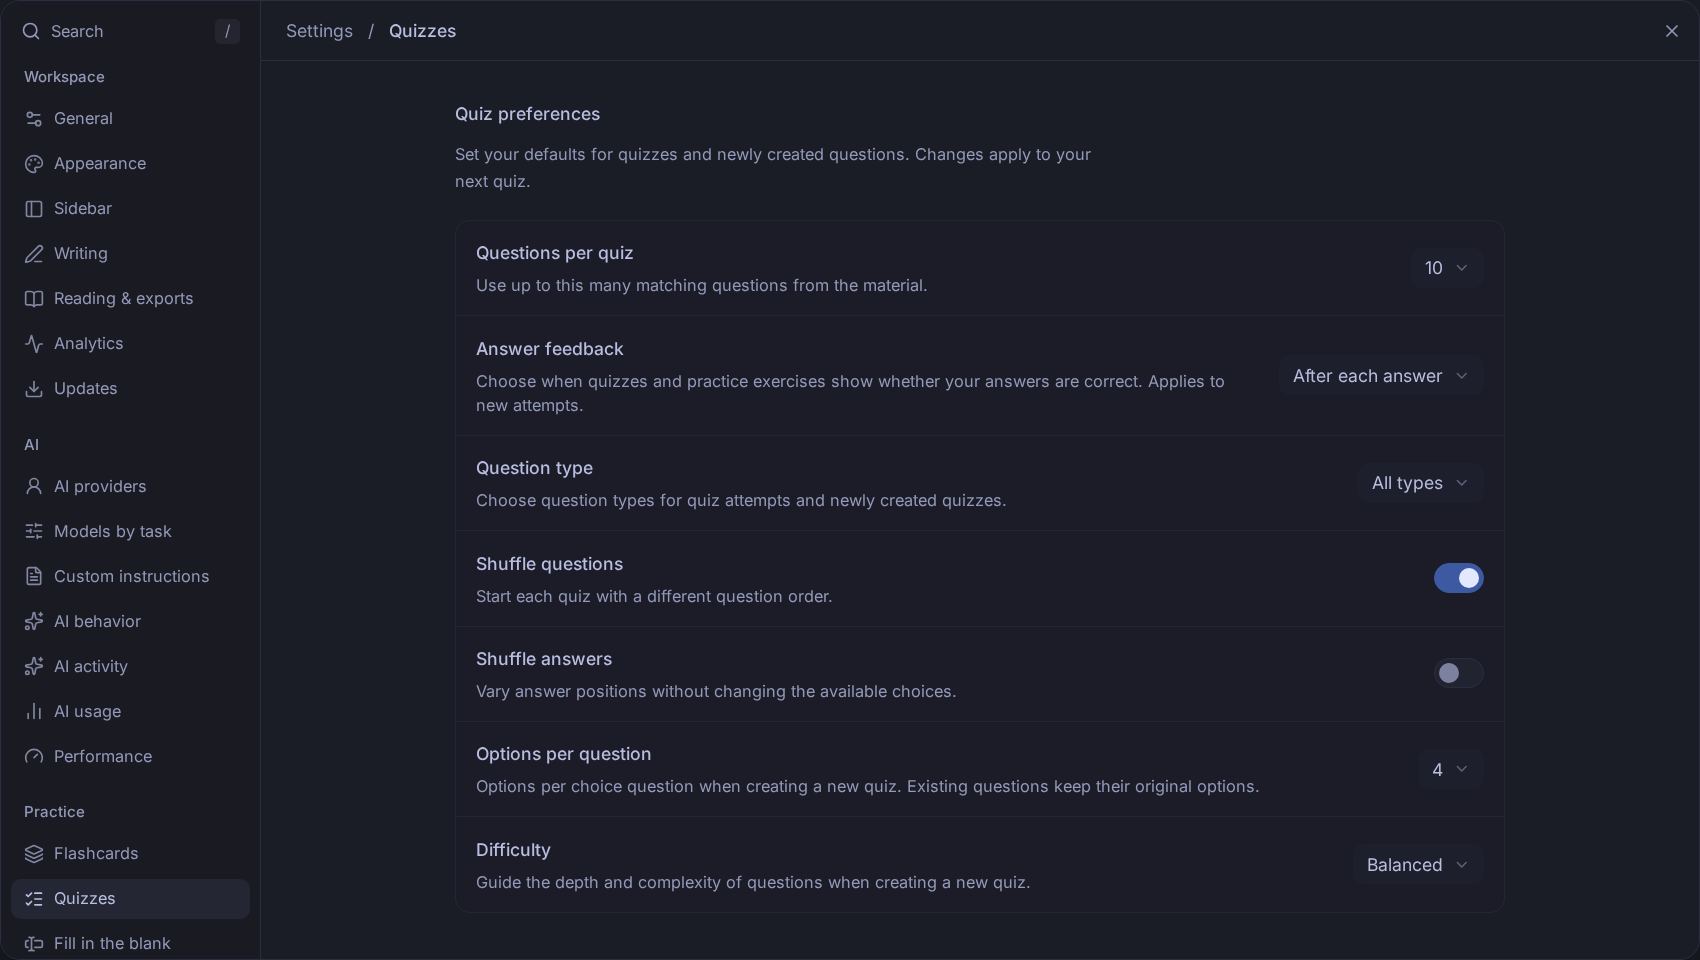 Search /
Workspace
General
Appearance
Sidebar
Writing
Reading & exports
Analytics
Updates
AI
AI providers
Models by task
Custom instructions
AI behavior
AI activity
AI usage
Performance
Practice
Flashcards
Quizzes
Fill in the blank
Settings / Quizzes
Quiz preferences
Set your defaults for quizzes and newly created questions. Changes apply to your
next quiz.
Questions per quiz
Use up to this many matching questions from the material.
10
Answer feedback
Choose when quizzes and practice exercises show whether your answers are correct. Applies to
new attempts.
After each answer
Question type
Choose question types for quiz attempts and newly created quizzes.
All types
Shuffle questions
Start each quiz with a different question order.
Shuffle answers
Vary answer positions without changing the available choices.
Options per question
Options per choice question when creating a new quiz. Existing questions keep their original options.
4
Difficulty
Guide the depth and complexity of questions when creating a new quiz.
Balanced